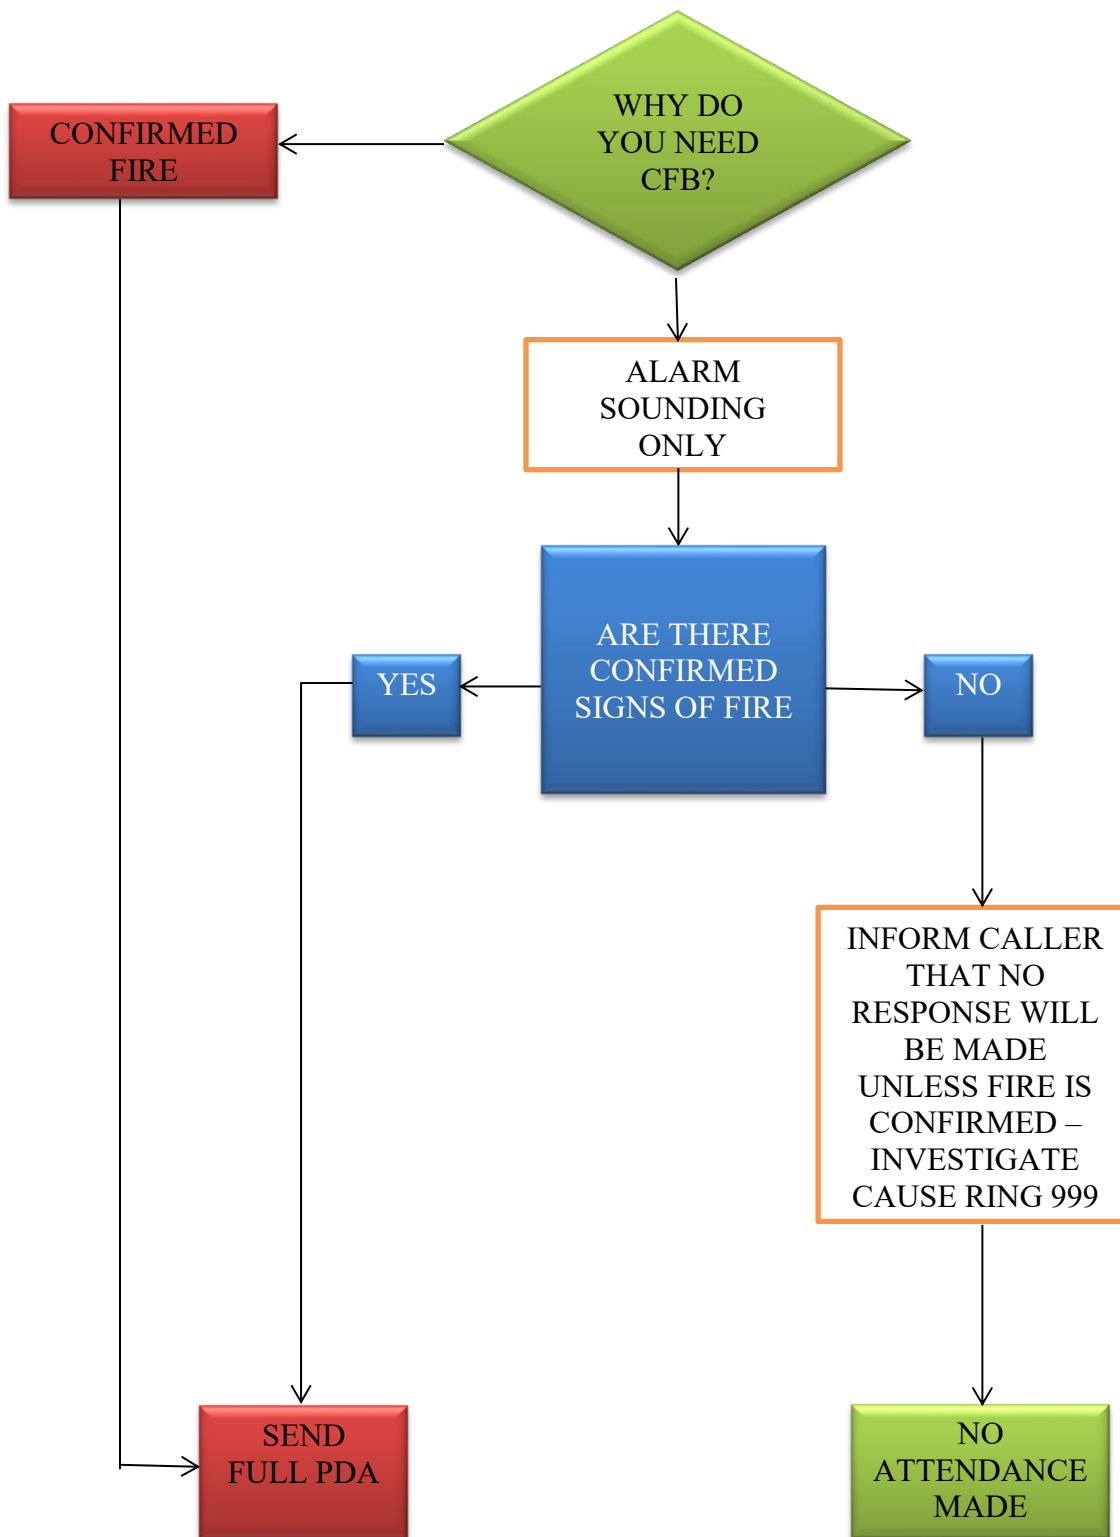 WHY DO
YOU NEED
CFB?
CONFIRMED
FIRE
ALARM
SOUNDING
ONLY
ARE THERE
CONFIRMED
SIGNS OF FIRE
YES
NO
INFORM CALLER
THAT NO
RESPONSE WILL
BE MADE
UNLESS FIRE IS
CONFIRMED –
INVESTIGATE
CAUSE RING 999
SEND
FULL PDA
NO
ATTENDANCE
MADE